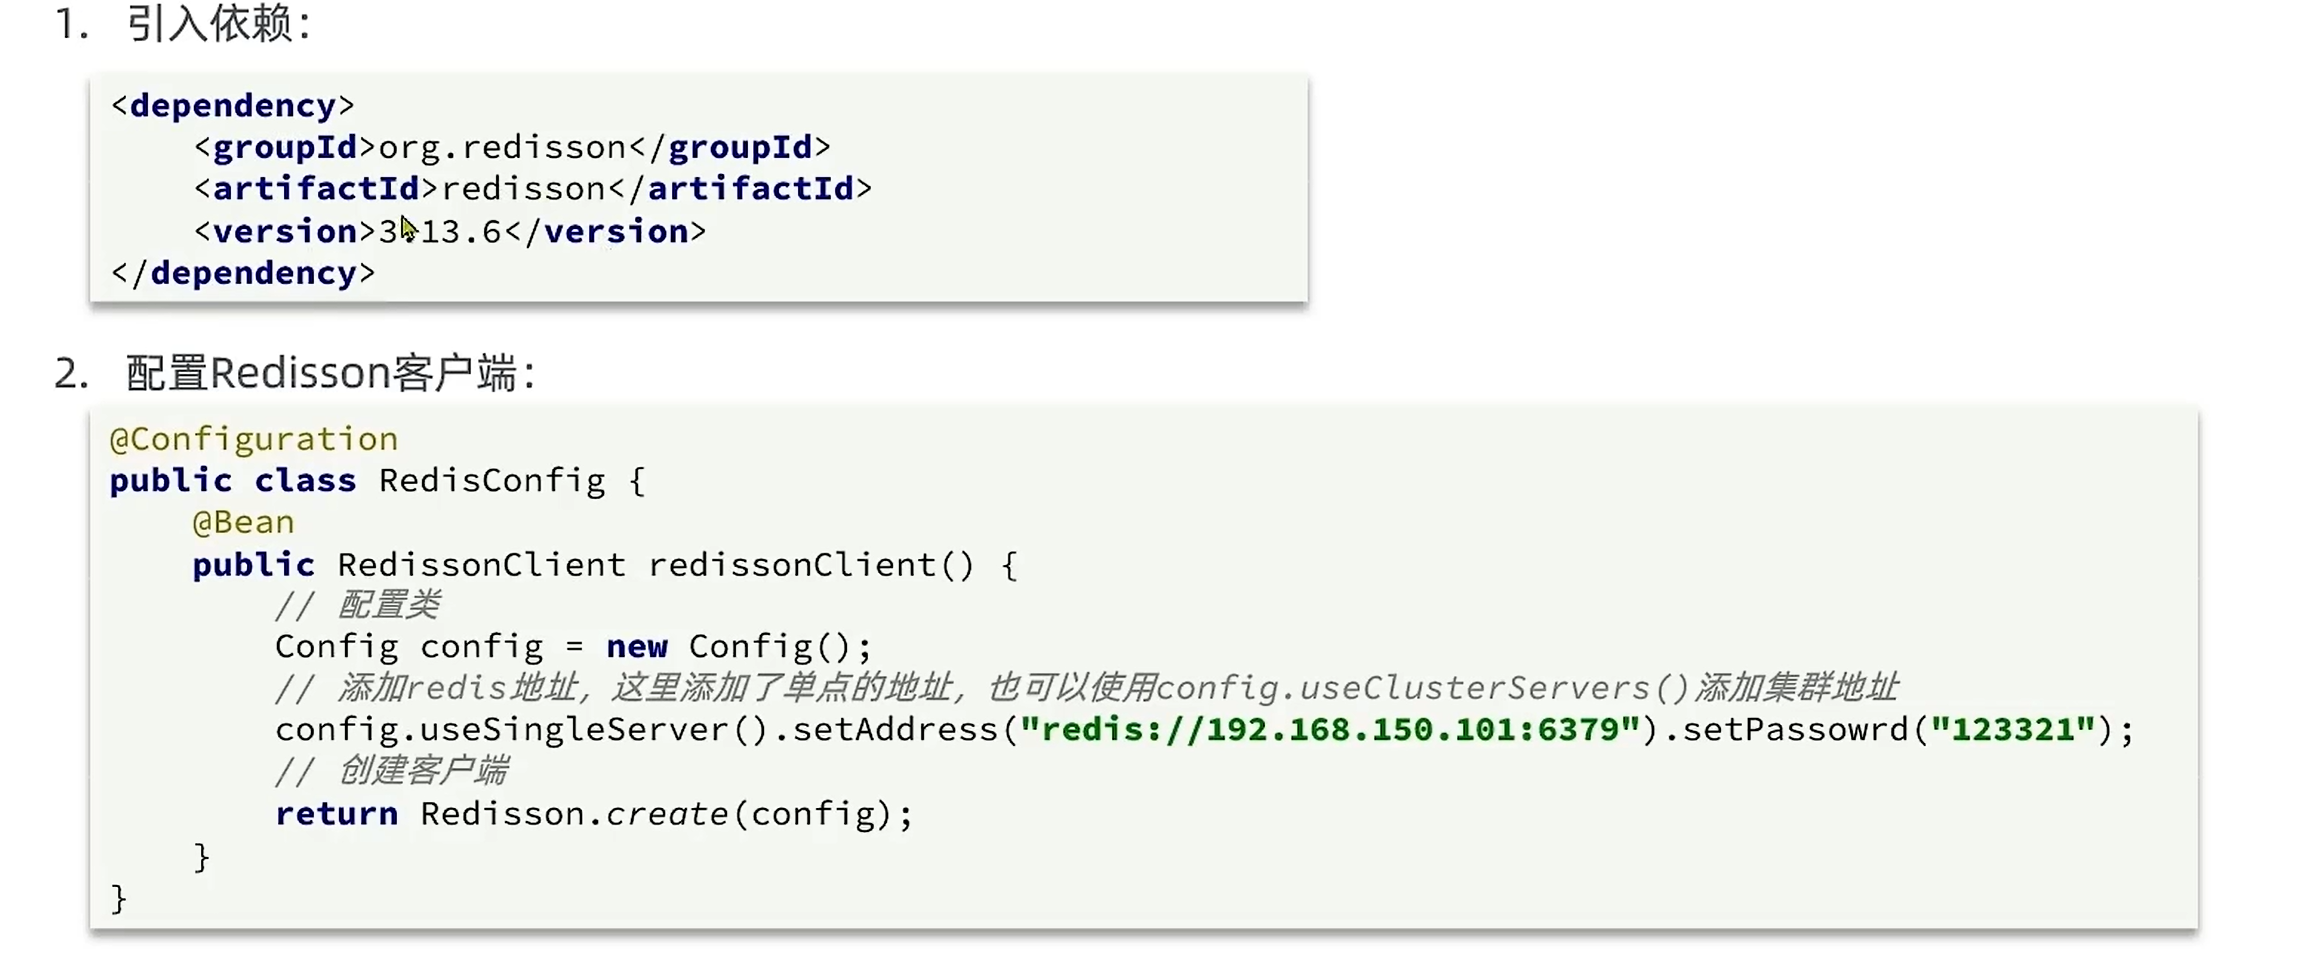 1. 引入依赖：
<dependency>
<groupId>org.redisson</groupId>
<artifactId>redisson</artifactId>
<version>3.13.6</version>
</dependency>
2. 配置Redisson客户端：
@Configuration
public class RedisConfig {
@Bean
public RedissonClient redissonClient() {
// 配置类
Config config = new Config();
// 添加redis地址，这里添加了单点的地址，也可以使用config.useClusterServers()添加集群地址
config.useSingleServer().setAddress("redis://192.168.150.101:6379").setPassowrd("123321");
// 创建客户端
return Redisson.create(config);
}
}